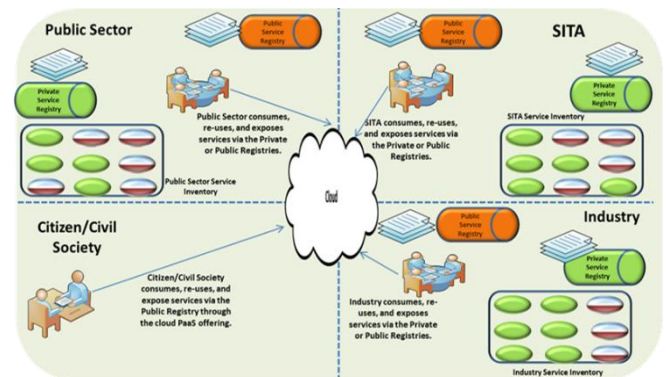 Public Sector
Public
Service
Registry
Private
Service
Registry
Public Sector consumes,
re-uses, and exposes
services via the Private
or Public Registries.
Public Sector Service
Inventory
Public
Service
Registry
SITA
Private
Service
Registry
SITA consumes, re-uses,
and exposes services via
the Private or Public
Registries.
SITA Service Inventory
Cloud
Citizen/Civil
Society
Citizen/Civil Society
consumes, re-uses, and
expose services via the
Public Registry through
the cloud PaaS offering.
Public
Service
Registry
Industry
Private
Service
Registry
Industry consumes, re-
uses, and exposes
services via the Private
or Public Registries.
Industry Service Inventory